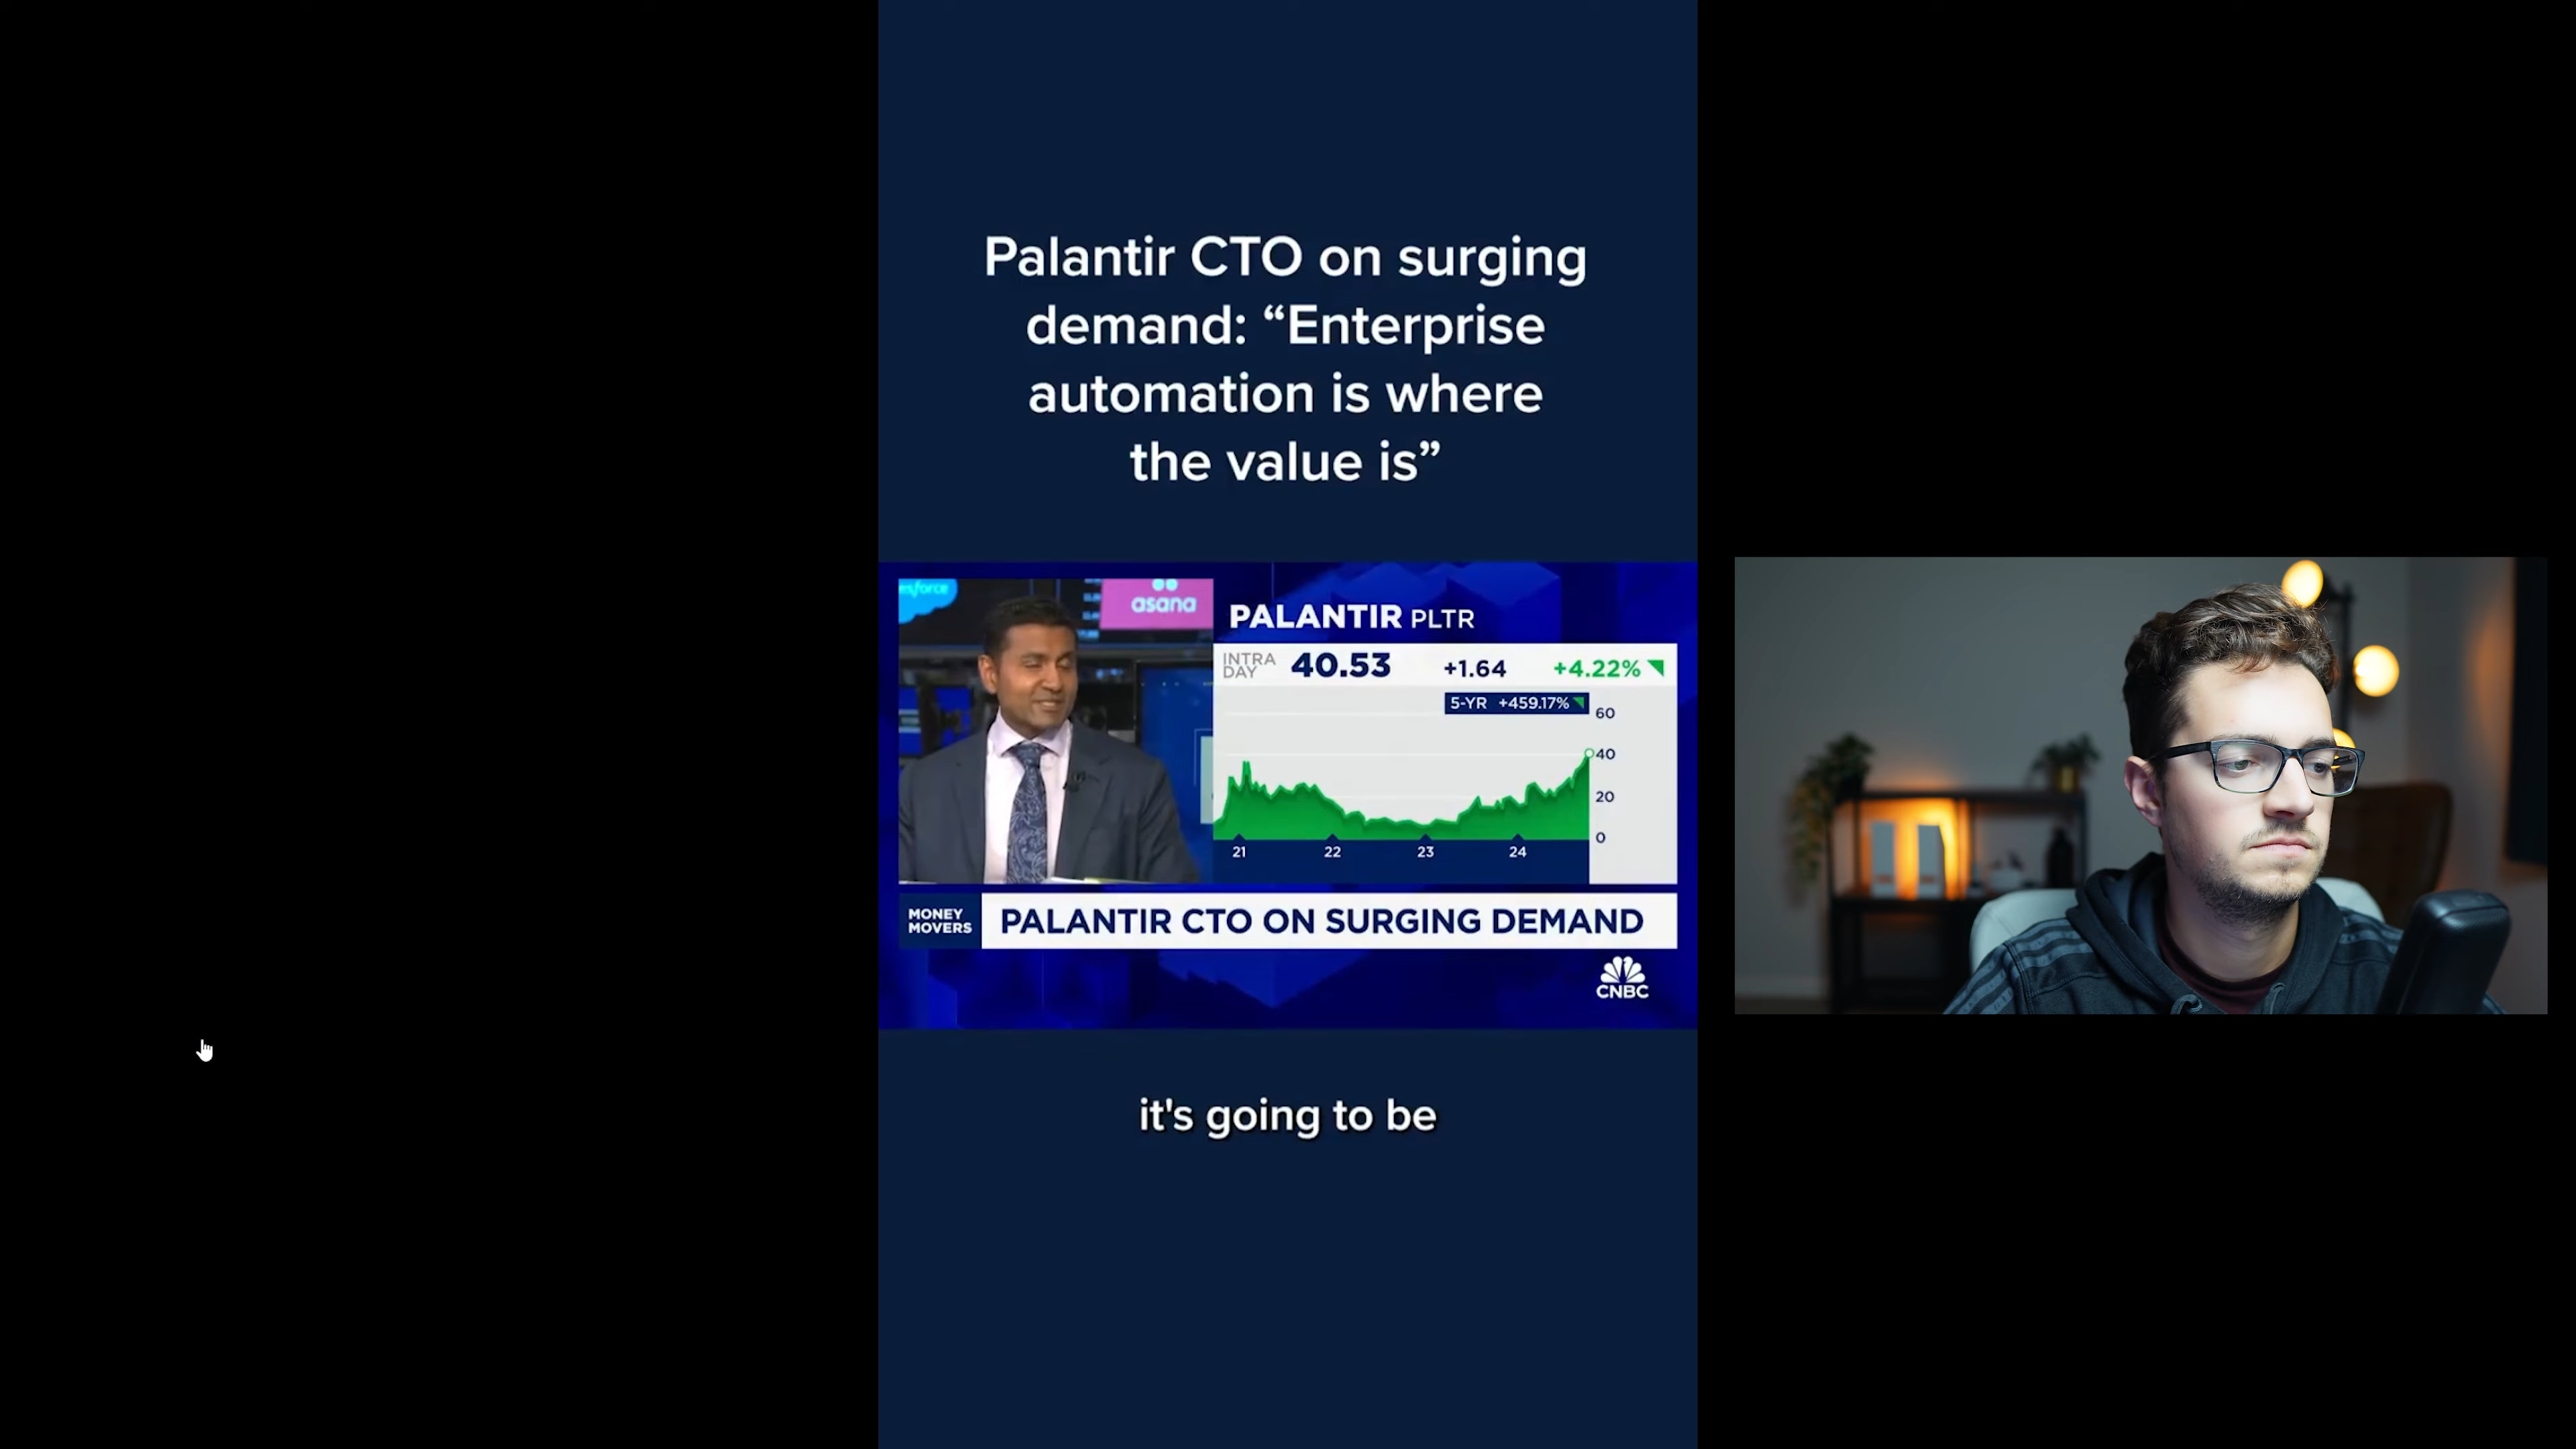 Palantir CTO on surging
demand: “Enterprise
automation is where
the value is”
esforce
asana
PALANTIR PLTR
INTRA
DAY
40.53
+1.64
+4.22%
5-YR +459.17%
60
40
20
0
21
22
23
24
MONEY
MOVERS
PALANTIR CTO ON SURGING DEMAND
CNBC
it's going to be